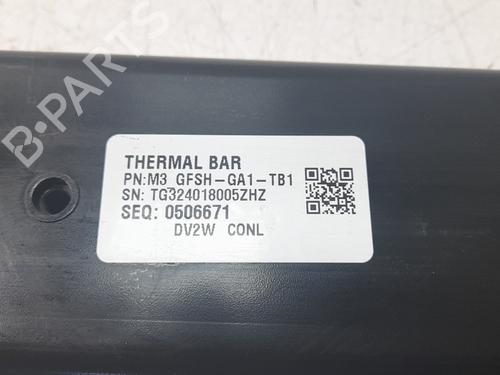 B-PARTS
THERMAL BAR
PN:M3 GFSH-GA1-TB1
SN: TG324018005ZHZ
SEQ: 0506671
DV2W CONL